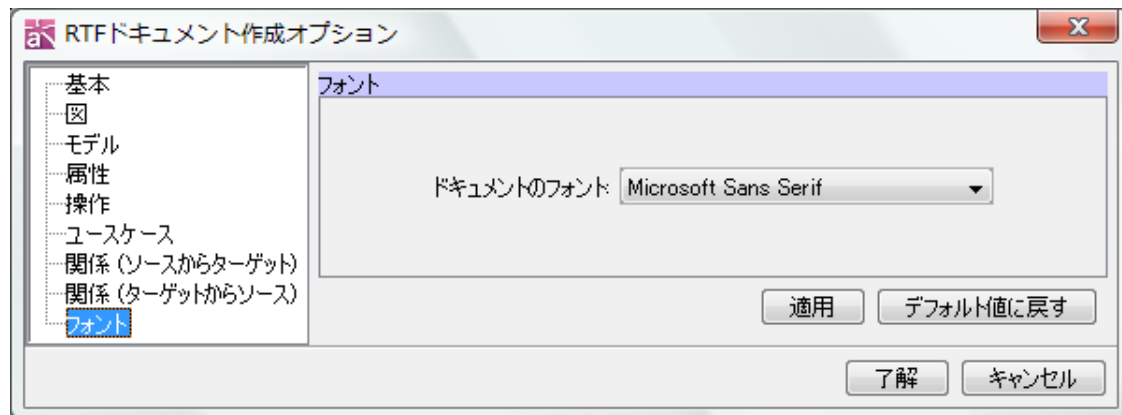 RTFドキュメント作成オプション
基本
図
モデル
属性
操作
ユースケース
関係 (ソースからターゲット)
関係 (ターゲットからソース)
フォント
フォント
ドキュメントのフォント: Microsoft Sans Serif
適用 デフォルト値に戻す
了解 キャンセル